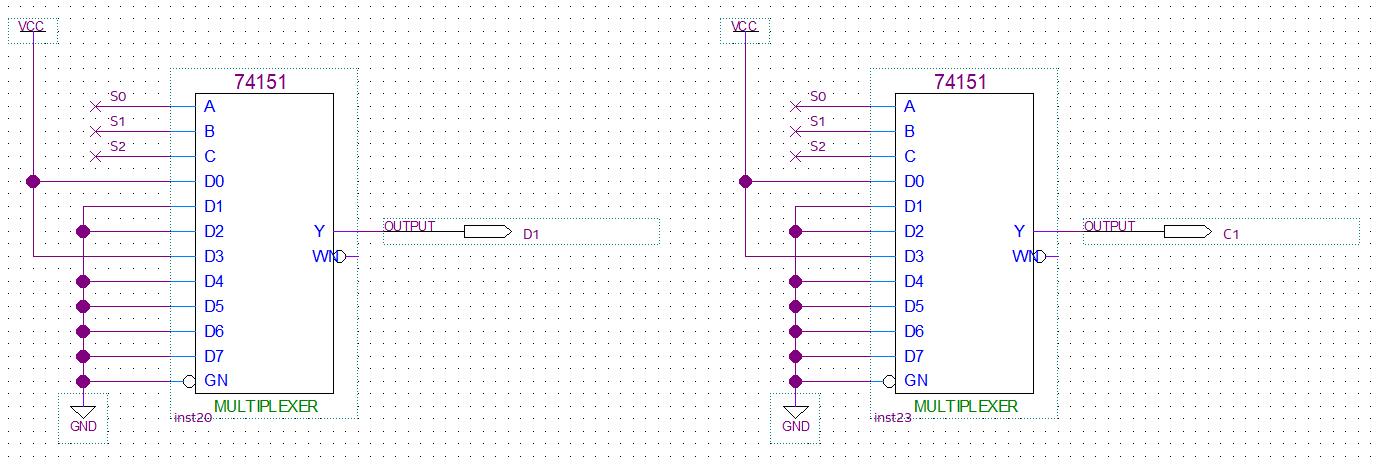 VCC
74151
S0
S1
S2
A
B
C
D0
D1
D2
D3
D4
D5
D6
D7
GN
Y
WN
OUTPUT
D1
MULTIPLEXER
inst20
GND
VCC
74151
S0
S1
S2
A
B
C
D0
D1
D2
D3
D4
D5
D6
D7
GN
Y
WN
OUTPUT
C1
MULTIPLEXER
inst23
GND